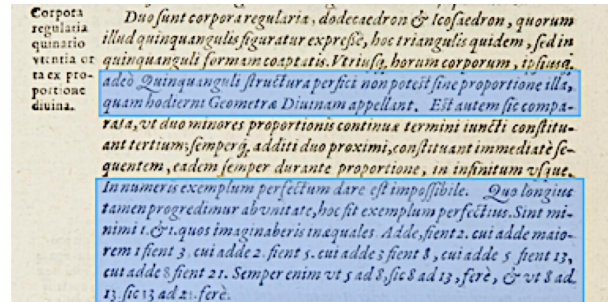 Corpora
regularia
quinario
vtentia or
ta ex pro-
portione
diuina.
Duo sunt corpora regularia, dodecaedron & Icosaedron, quorum
illud quinquangulis figuratur expresse, hoc triangulis quidem, sed in
quinquanguli formam coaptatis. Vtriusq, horum corporum, ipsiusq,
adeò Quinquanguli structura perfici non potest sine proportione illa,
quam hodierni Geometræ Diuinam appellant. Est autem sic compa-
rata, vt duo minores proportionis continuæ termini iuncti constitu-
ant tertium; semperq, additi duo proximi, constituant immediatè se-
quentem, eadem semper durante proportione, in infinitum vsque.
In numeris exemplum perfectum dare est impossibile. Quo longius
tamen progredimur ab vnitate, hoc fit exemplum perfectius. Sint mi-
nimi 1. & 1. quos imaginaberis inæquales. Adde, fient 2. cui adde maio-
rem 1 fient 3. cui adde 2. fient 5. cui adde 3 fient 8, cui adde 5 fient 13,
cui adde 8 fient 21. Semper enim vt 5 ad 8, sic 8 ad 13, ferè, & vt 8 ad
13. sic 13 ad 21. ferè.